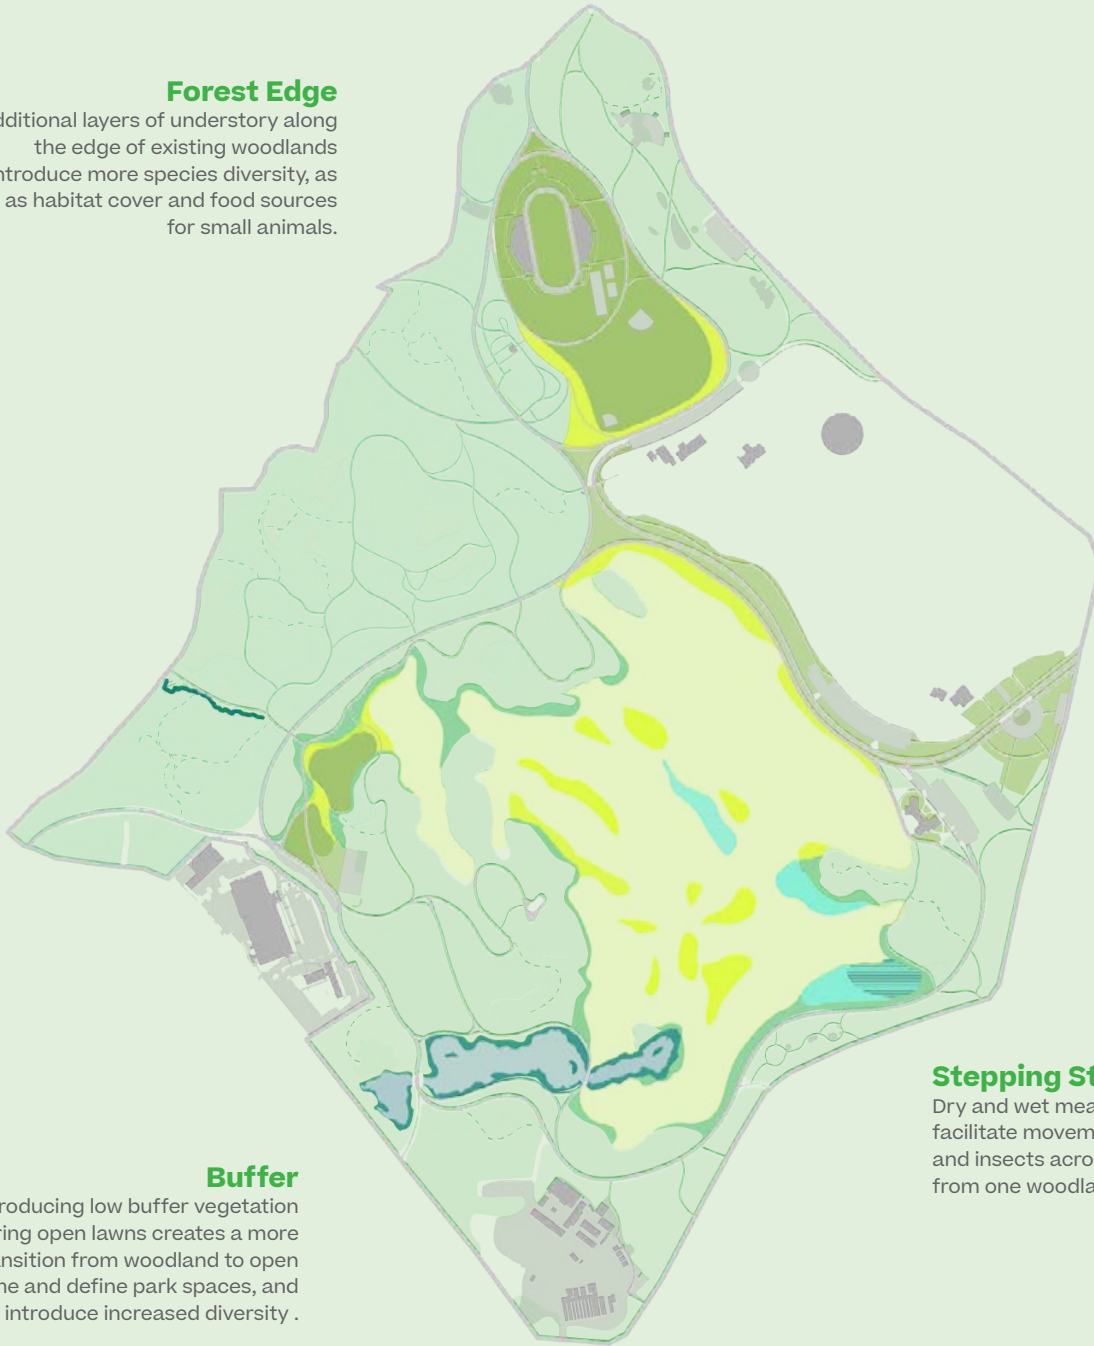 Forest Edge
dditional layers of understory along
the edge of existing woodlands
ntroduce more species diversity, as
as habitat cover and food sources
for small animals.
Stepping St
Dry and wet mea
facilitate movem
and insects acro
from one woodla
Buffer
roducing low buffer vegetation
ring open lawns creates a more
nsition from woodland to open
ne and define park spaces, and
introduce increased diversity .